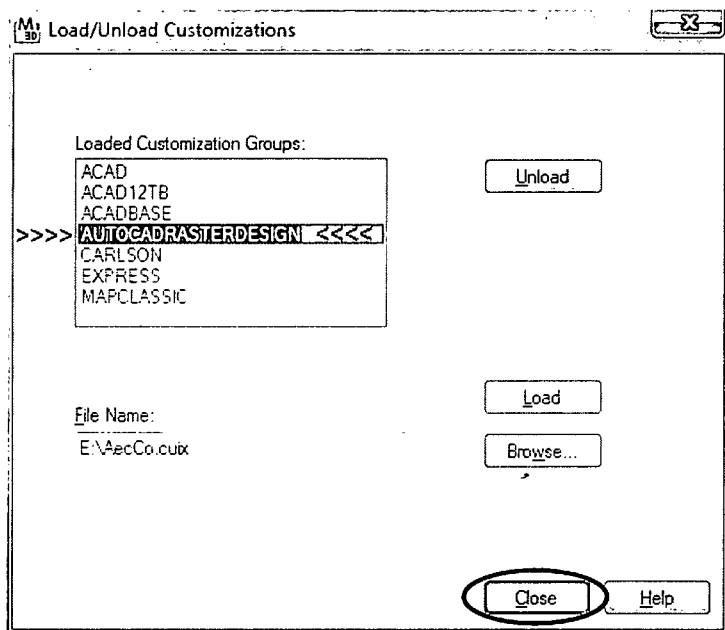 M 3D Load/Unload Customizations
Loaded Customization Groups:
ACAD
ACAD12TB
ACADBASE
>>>> AUTOCADRASTERDESIGN <<<<
CARLSON
EXPRESS
MAPCLASSIC
Unload
Load
File Name:
E:\AecCo.cuix
Browse...
Close
Help